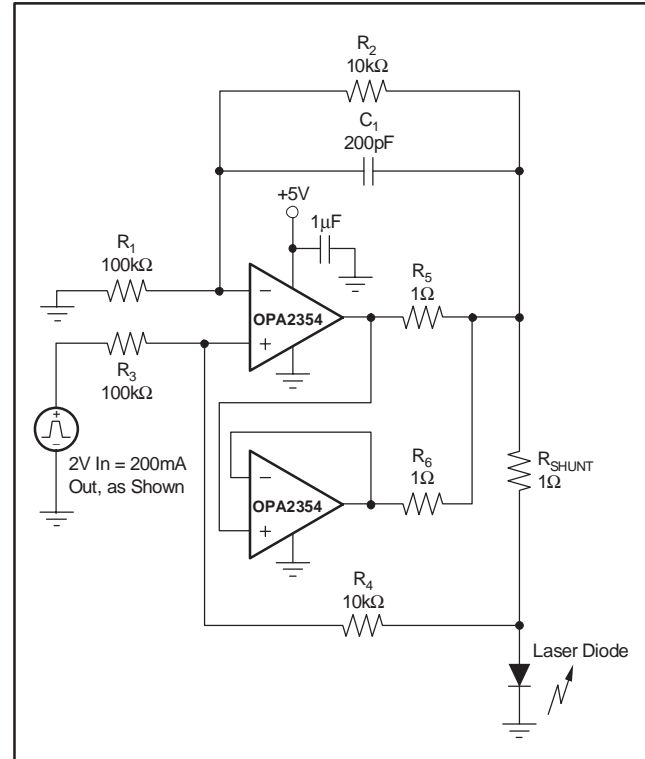 R2
10kΩ
C1
200pF
+5V
1µF
R1
100kΩ
R5
1Ω
−
OPA2354
+
R3
100kΩ
+
−
2V In = 200mA
Out, as Shown
R6
1Ω
RSHUNT
1Ω
−
OPA2354
+
R4
10kΩ
Laser Diode